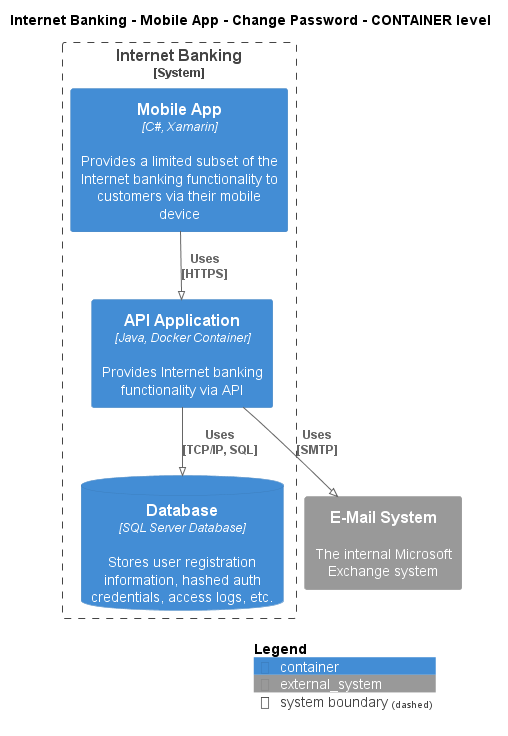 Internet Banking - Mobile App - Change Password - CONTAINER level
Internet Banking
[System]
Mobile App
[C#, Xamarin]
Provides a limited subset of the
Internet banking functionality to
customers via their mobile
device
Uses
[HTTPS]
API Application
[Java, Docker Container]
Provides Internet banking
functionality via API
Uses
[TCP/IP, SQL]
Uses
[SMTP]
Database
[SQL Server Database]
Stores user registration
information, hashed auth
credentials, access logs, etc.
E-Mail System
The internal Microsoft
Exchange system
Legend
container
external_system
system boundary (dashed)